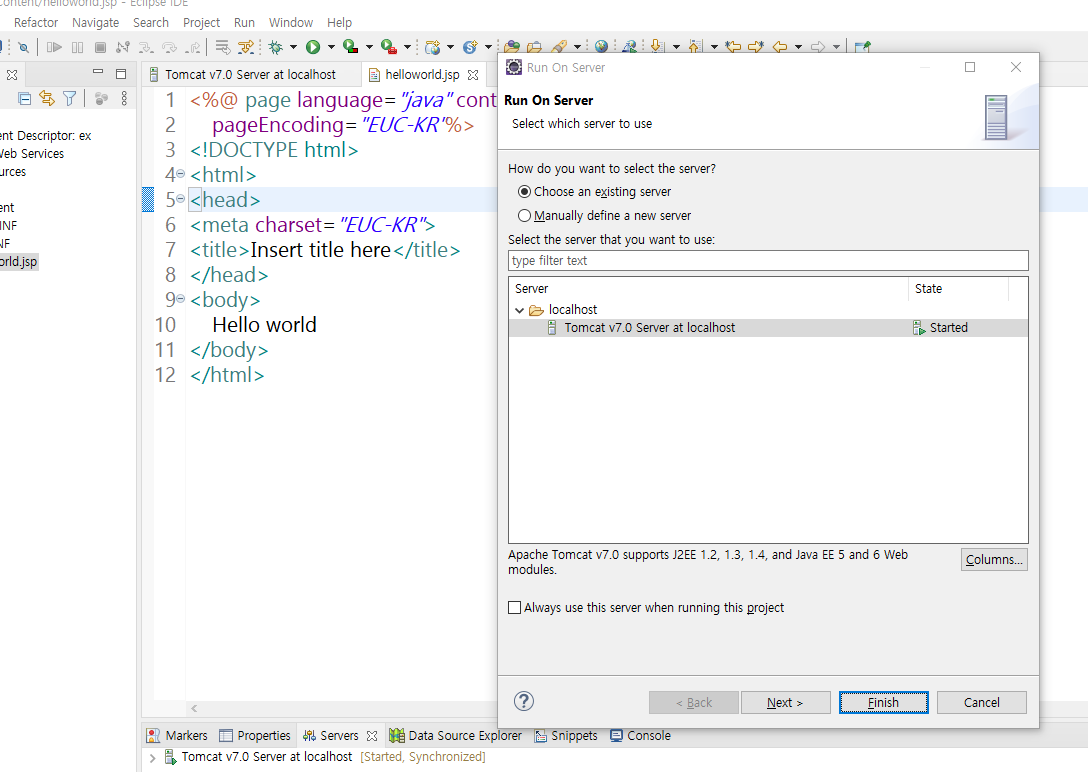 content/helloworld.jsp - Eclipse IDE
Refactor Navigate Search Project Run Window Help
Tomcat v7.0 Server at localhost
helloworld.jsp
ent Descriptor: ex
Web Services
urces
ent
INF
NF
orld.jsp
1 <%@ page language="java" cont
2 pageEncoding="EUC-KR"%>
3 <!DOCTYPE html>
4 <html>
5 <head>
6 <meta charset="EUC-KR">
7 <title>Insert title here</title>
8 </head>
9 <body>
10 Hello world
11 </body>
12 </html>
Run On Server
Run On Server
Select which server to use
How do you want to select the server?
Choose an existing server
Manually define a new server
Select the server that you want to use:
type filter text
Server State
localhost
Tomcat v7.0 Server at localhost Started
Apache Tomcat v7.0 supports J2EE 1.2, 1.3, 1.4, and Java EE 5 and 6 Web
modules.
Columns...
Always use this server when running this project
< Back Next > Finish Cancel
Markers Properties Servers Data Source Explorer Snippets Console
Tomcat v7.0 Server at localhost [Started, Synchronized]